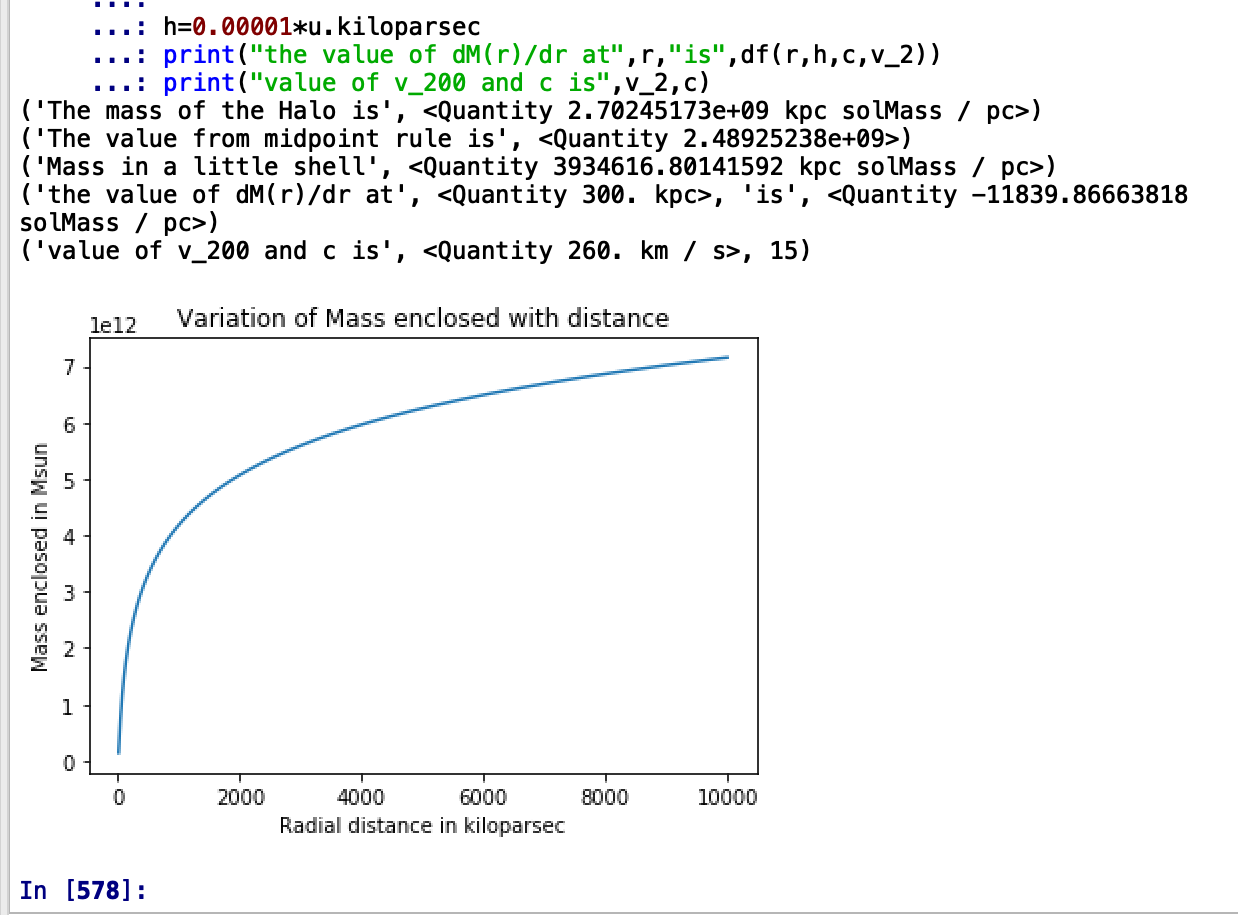 ...:
...: h=0.00001*u.kiloparsec
...: print("the value of dM(r)/dr at",r,"is",df(r,h,c,v_2))
...: print("value of v_200 and c is",v_2,c)
('The mass of the Halo is', <Quantity 2.70245173e+09 kpc solMass / pc>)
('The value from midpoint rule is', <Quantity 2.48925238e+09>)
('Mass in a little shell', <Quantity 3934616.80141592 kpc solMass / pc>)
('the value of dM(r)/dr at', <Quantity 300. kpc>, 'is', <Quantity -11839.86663818
solMass / pc>)
('value of v_200 and c is', <Quantity 260. km / s>, 15)
Variation of Mass enclosed with distance
1e12
7
6
5
4
3
2
1
0
Mass enclosed in Msun
0 2000 4000 6000 8000 10000
Radial distance in kiloparsec
In [578]: